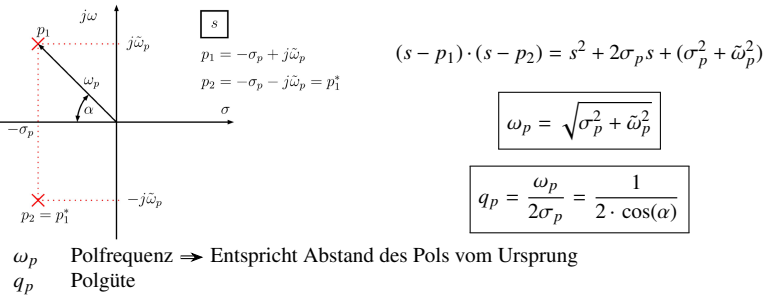 jω
s
p₁
jω̃ₚ
p₁ = −σₚ + jω̃ₚ
p₂ = −σₚ − jω̃ₚ = p₁*
ωₚ
α
σ
−σₚ
−jω̃ₚ
p₂ = p₁*
(s − p₁)·(s − p₂) = s² + 2σₚs + (σₚ² + ω̃ₚ²)
ωₚ = √(σₚ² + ω̃ₚ²)
qₚ = ωₚ / 2σₚ = 1 / 2 · cos(α)
ωₚ Polfrequenz ⇒ Entspricht Abstand des Pols vom Ursprung
qₚ Polgüte